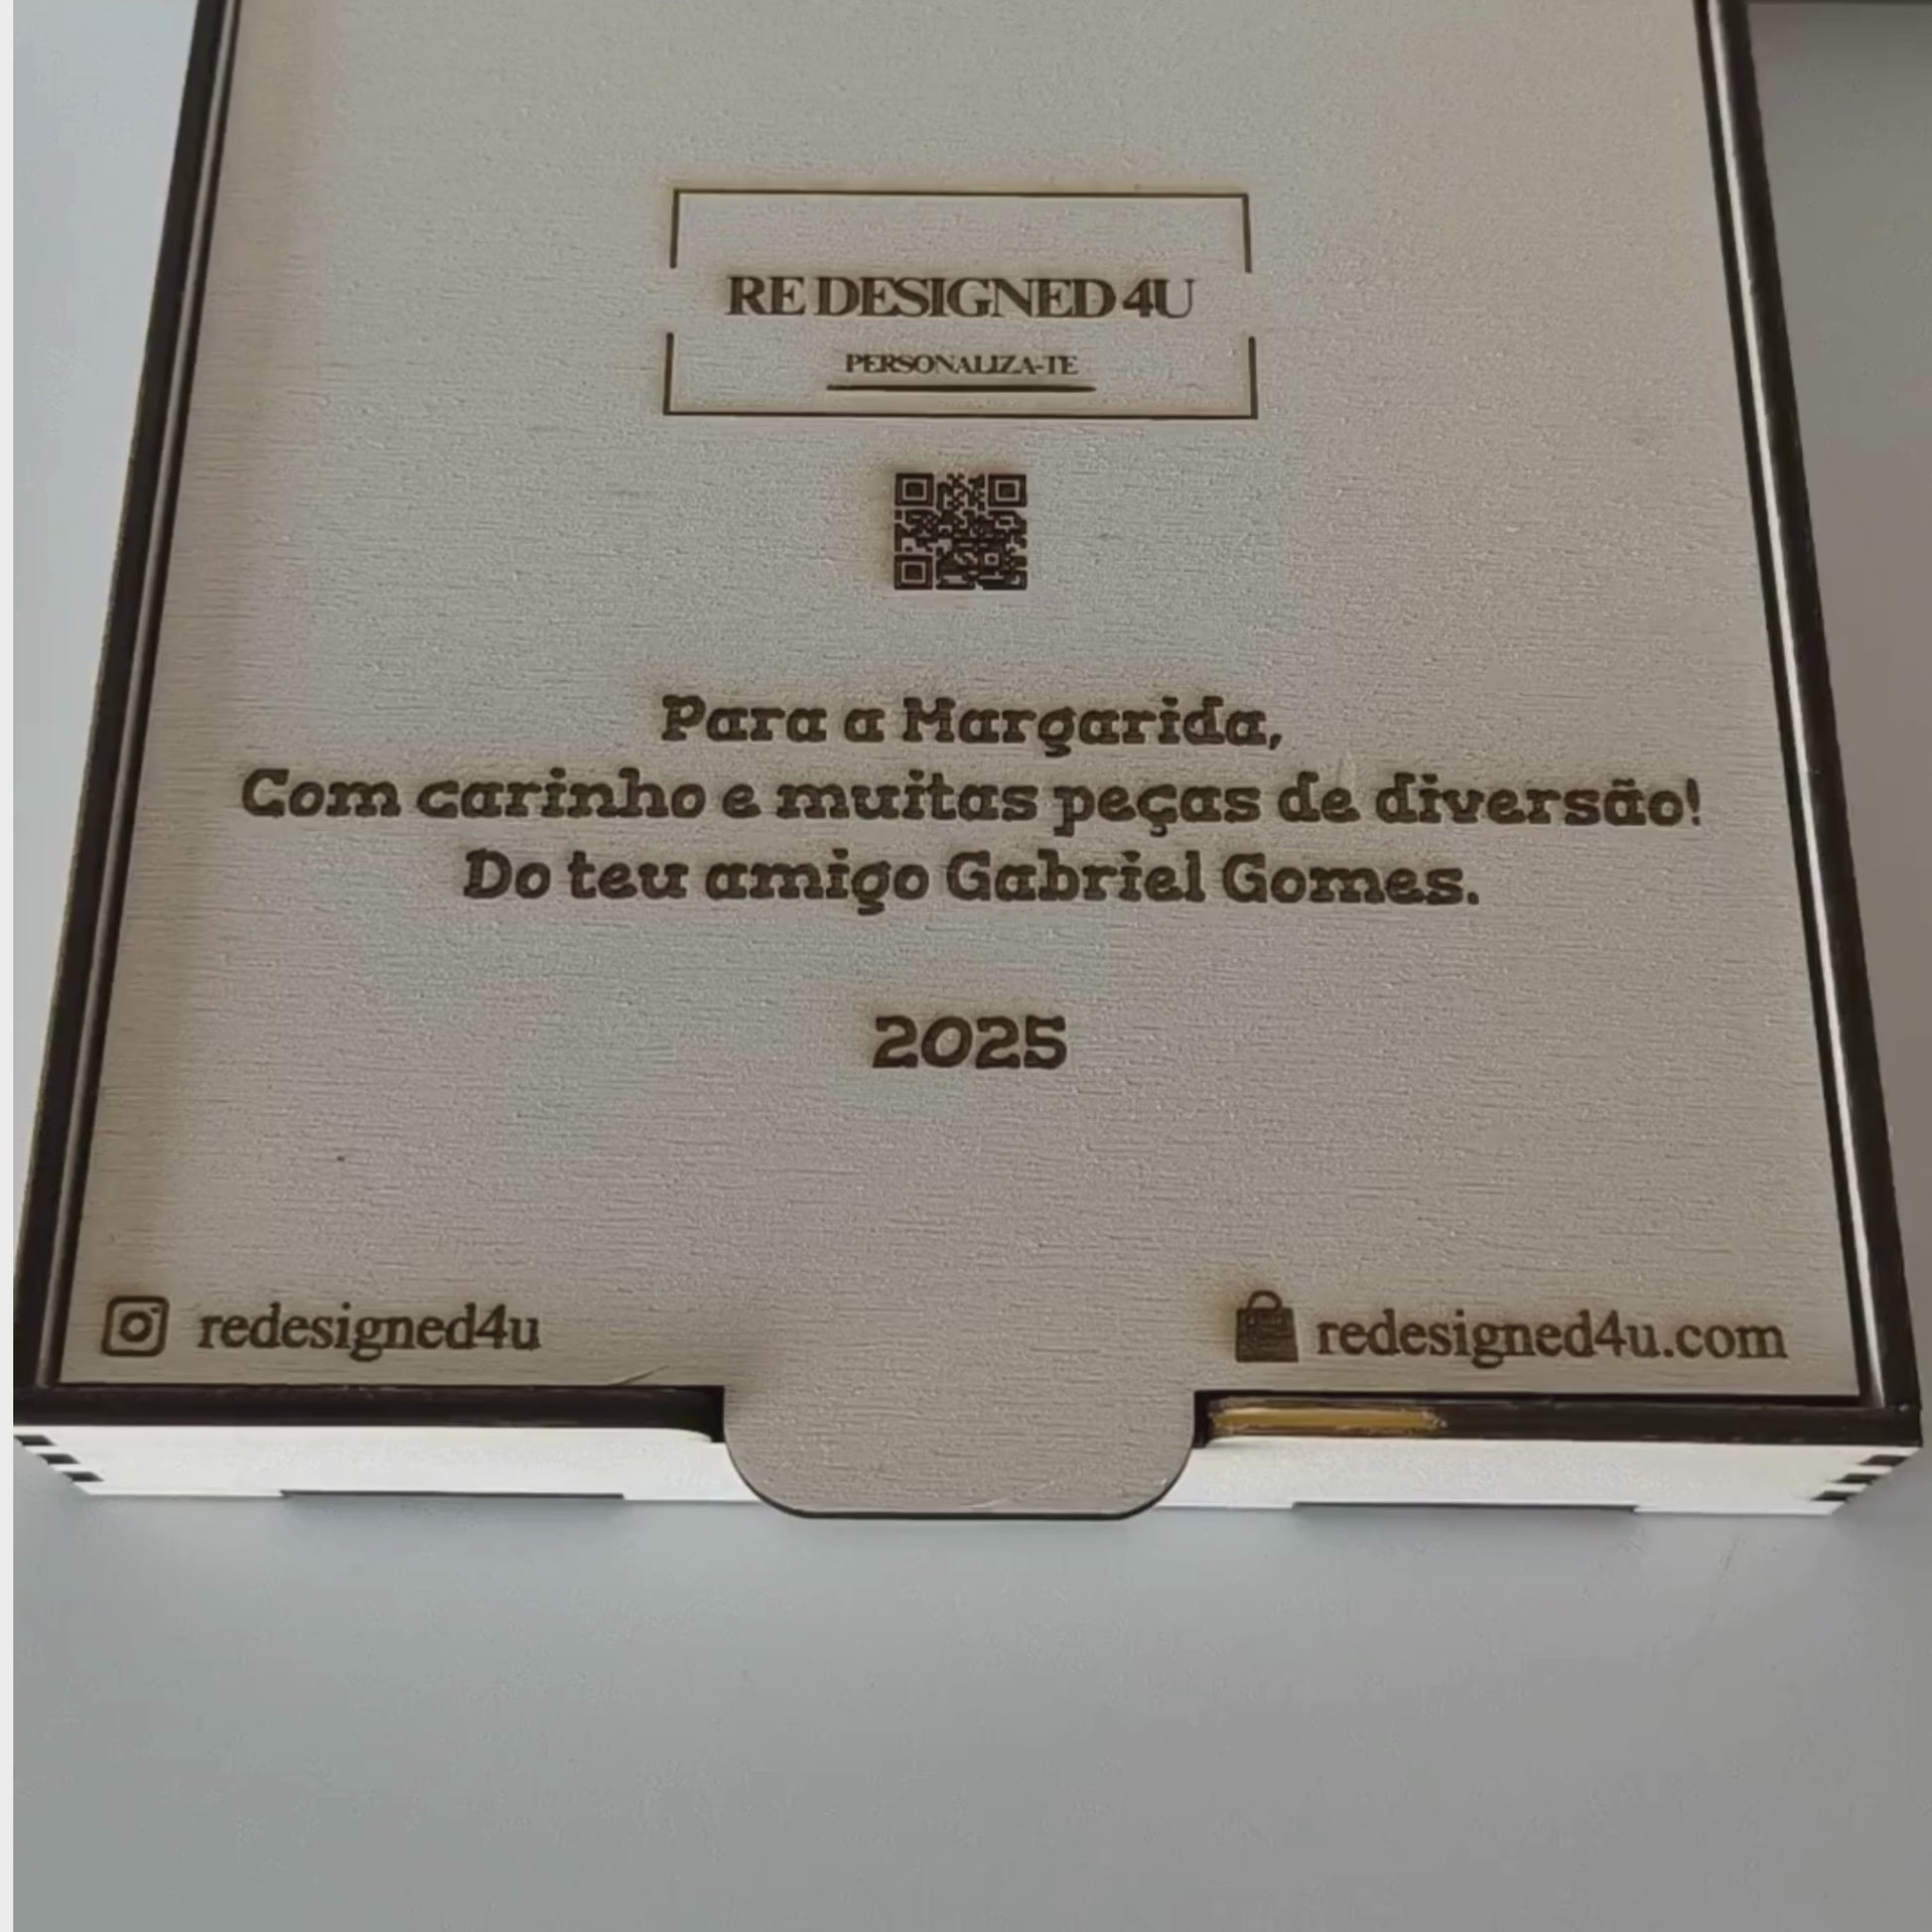 RE DESIGNED 4U
PERSONALIZA-TE
Para a Margarida,
Com carinho e muitas peças de diversão!
Do teu amigo Gabriel Gomes.
2025
redesigned4u
redesigned4u.com